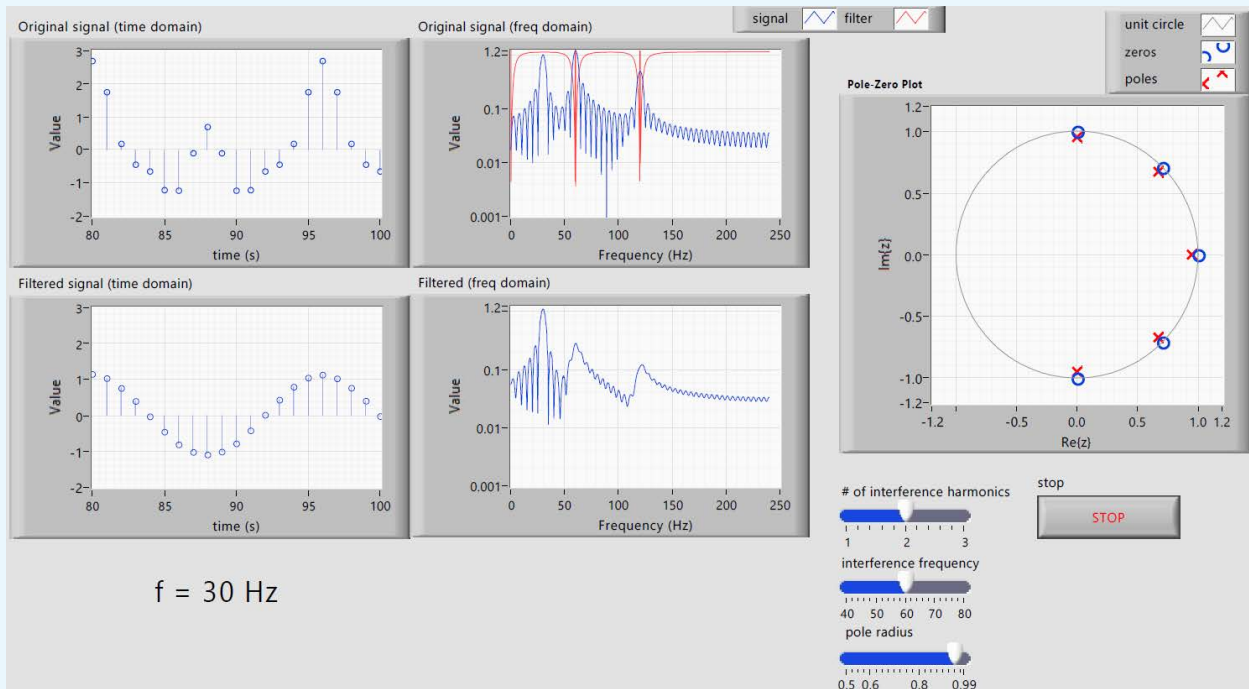 signal filter
Original signal (time domain)
3
2
1
0
-1
-2
Value
80 85 90 95 100
time (s)
Original signal (freq domain)
1.2
0.1
0.01
0.001
Value
0 50 100 150 200 250
Frequency (Hz)
unit circle
zeros
poles
Pole-Zero Plot
1.2
1.0
0.5
0.0
-0.5
-1.0
-1.2
Im{z}
-1.2 -0.5 0.0 0.5 1.0 1.2
Re{z}
Filtered signal (time domain)
3
2
1
0
-1
-2
Value
80 85 90 95 100
time (s)
Filtered (freq domain)
1.2
0.1
0.01
0.001
Value
0 50 100 150 200 250
Frequency (Hz)
f = 30 Hz
# of interference harmonics
1 2 3
interference frequency
40 50 60 70 80
pole radius
0.5 0.6 0.8 0.99
stop
STOP